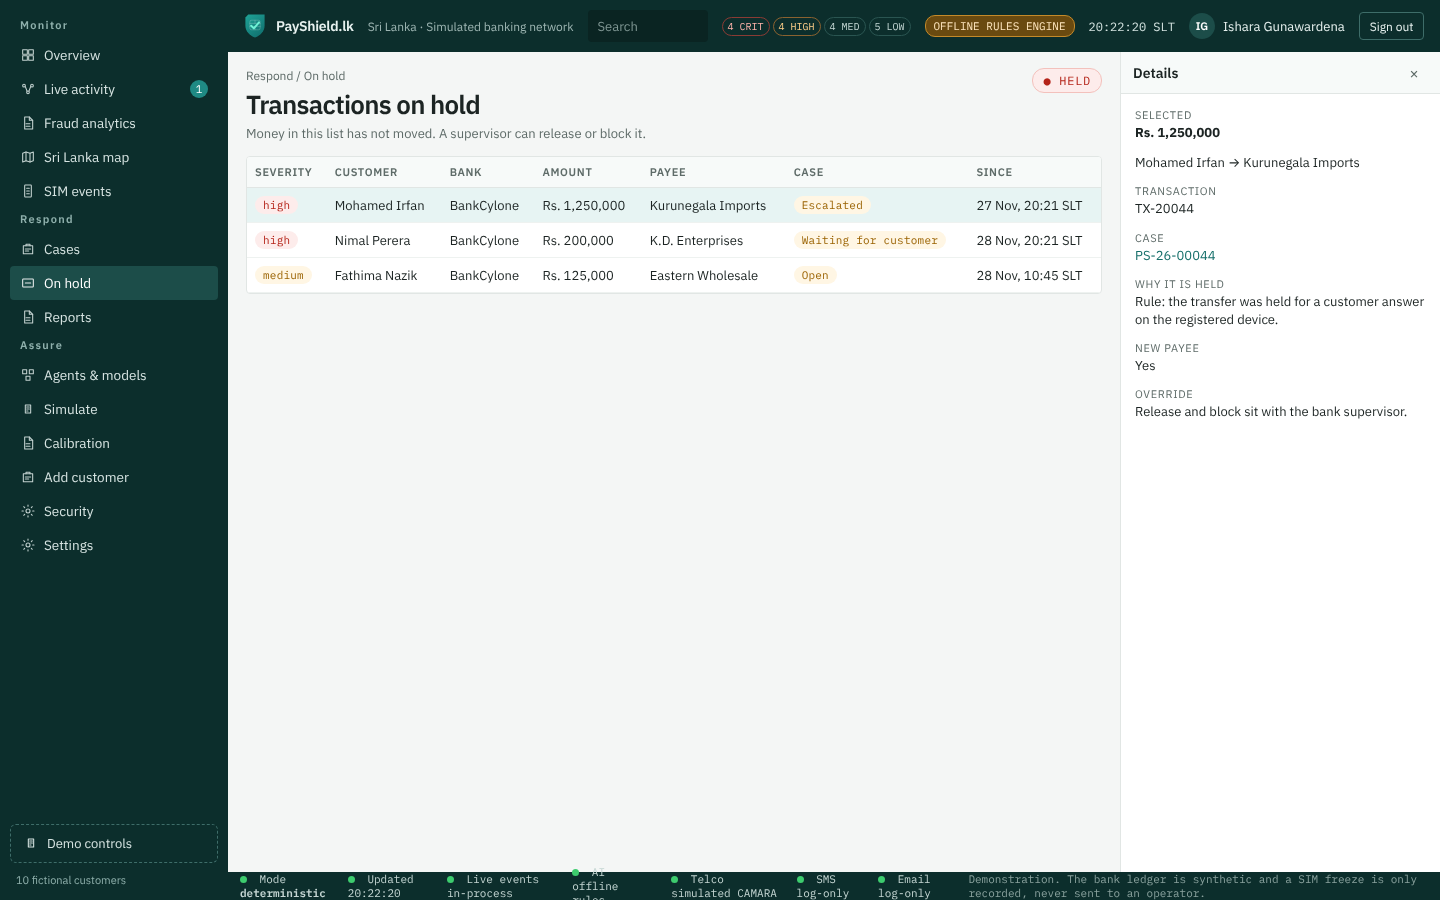 Monitor
Overview
Live activity 1
Fraud analytics
Sri Lanka map
SIM events
Respond
Cases
On hold
Reports
Assure
Agents & models
Simulate
Calibration
Add customer
Security
Settings
Demo controls
10 fictional customers
PayShield.lk Sri Lanka · Simulated banking network Search 4 CRIT 4 HIGH 4 MED 5 LOW OFFLINE RULES ENGINE 20:22:20 SLT IG Ishara Gunawardena Sign out
Respond / On hold
HELD
Transactions on hold
Money in this list has not moved. A supervisor can release or block it.
SEVERITY CUSTOMER BANK AMOUNT PAYEE CASE SINCE
high Mohamed Irfan BankCylone Rs. 1,250,000 Kurunegala Imports Escalated 27 Nov, 20:21 SLT
high Nimal Perera BankCylone Rs. 200,000 K.D. Enterprises Waiting for customer 28 Nov, 20:21 SLT
medium Fathima Nazik BankCylone Rs. 125,000 Eastern Wholesale Open 28 Nov, 10:45 SLT
Details ×
SELECTED
Rs. 1,250,000
Mohamed Irfan → Kurunegala Imports
TRANSACTION
TX-20044
CASE
PS-26-00044
WHY IT IS HELD
Rule: the transfer was held for a customer answer
on the registered device.
NEW PAYEE
Yes
OVERRIDE
Release and block sit with the bank supervisor.
Mode
deterministic
Updated
20:22:20
Live events
in-process
AI
offline
rules
Telco
simulated CAMARA
SMS
log-only
Email
log-only
Demonstration. The bank ledger is synthetic and a SIM freeze is only
recorded, never sent to an operator.